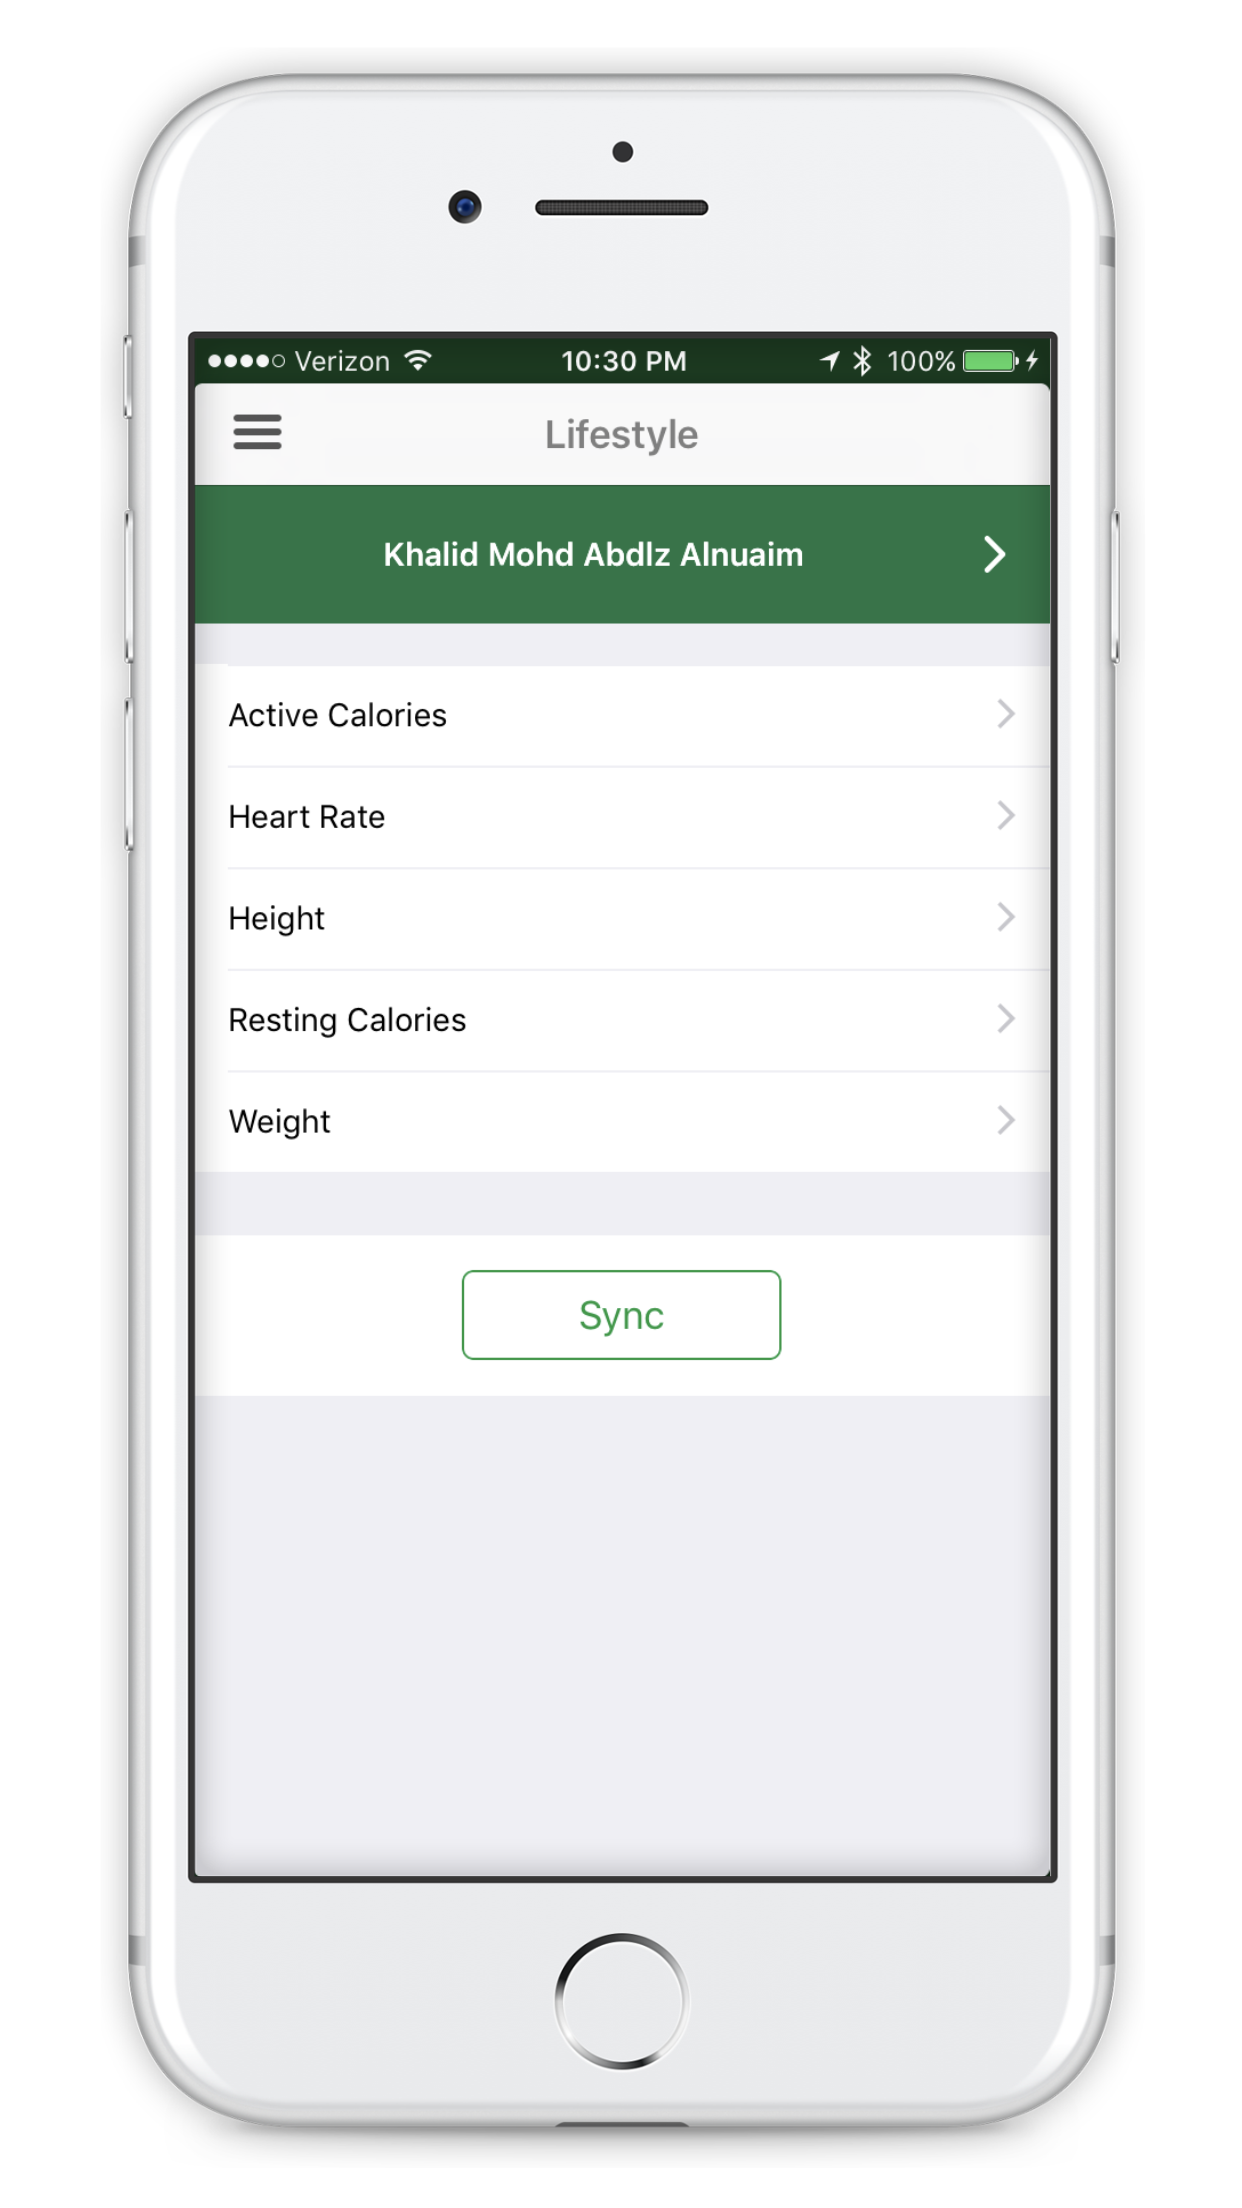 Verizon 10:30 PM 100%
Lifestyle
Khalid Mohd Abdlz Alnuaim
Active Calories
Heart Rate
Height
Resting Calories
Weight
Sync